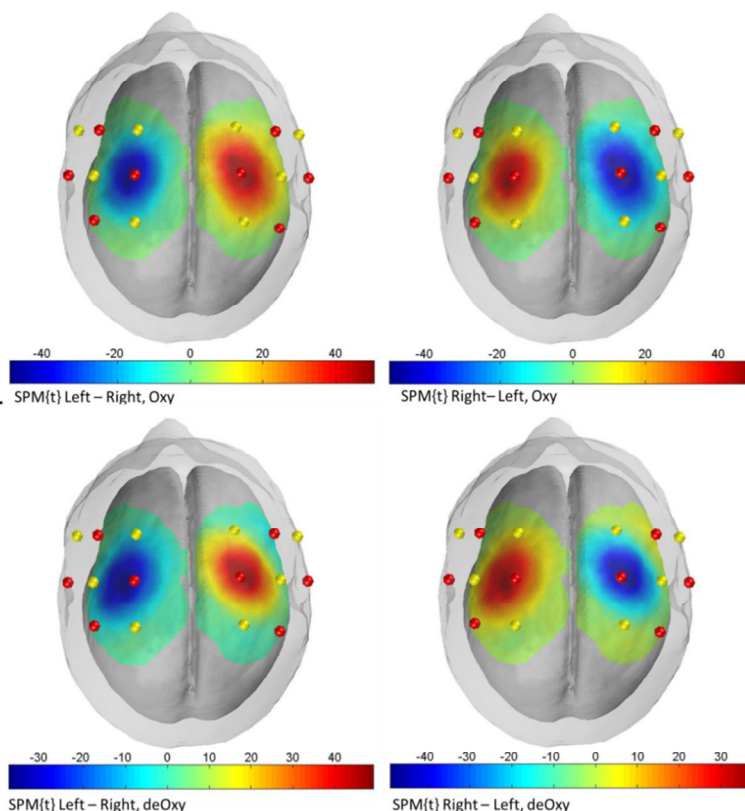 -40 -20 0 20 40
SPM{t} Left – Right, Oxy
-40 -20 0 20 40
SPM{t} Right– Left, Oxy
-30 -20 -10 0 10 20 30 40
SPM{t} Left – Right, deOxy
-40 -30 -20 -10 0 10 20 30
SPM{t} Right – Left, deOxy